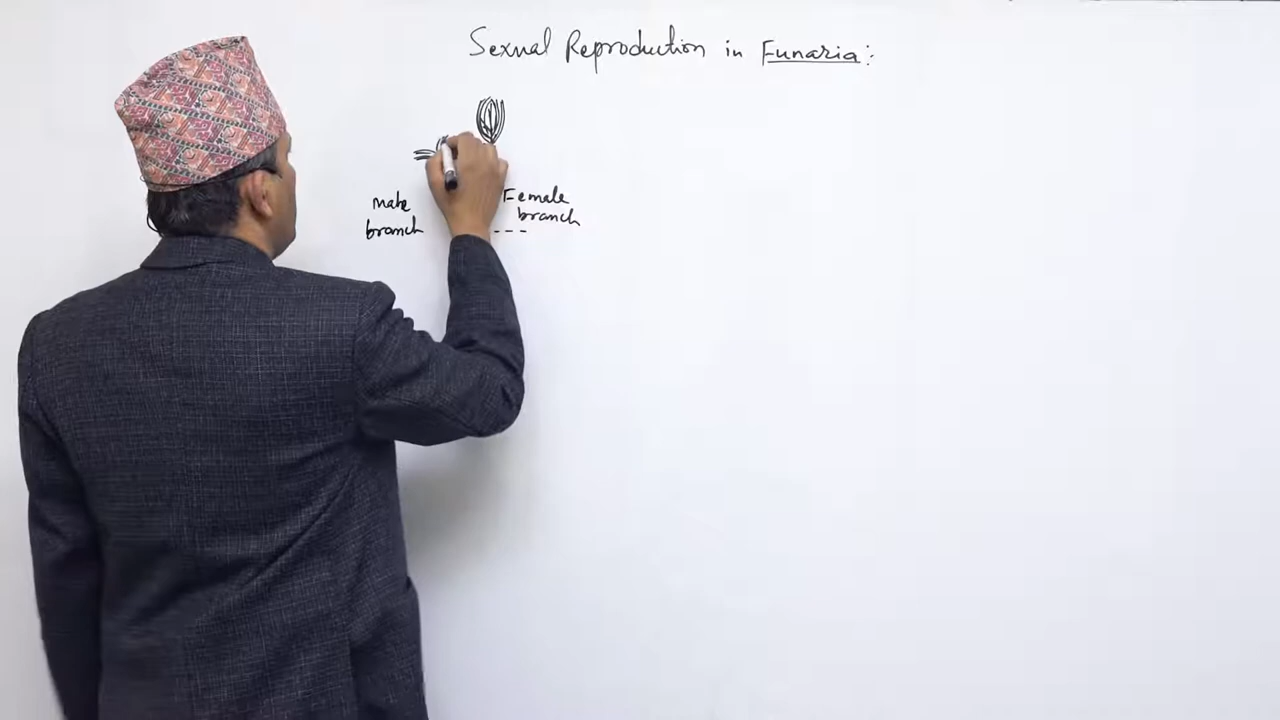 Sexual Reproduction in Funaria:
male
branch
Female
branch